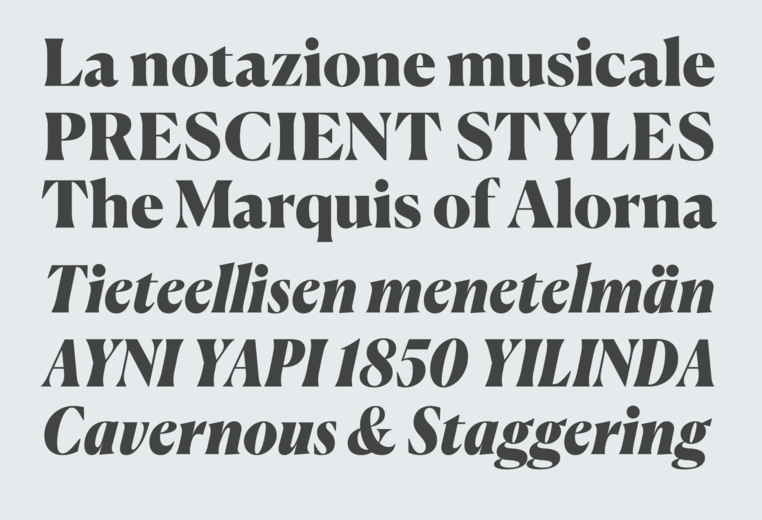 La notazione musicale
PRESCIENT STYLES
The Marquis of Alorna
Tieteellisen menetelmän
AYNI YAPI 1850 YILINDA
Cavernous & Staggering